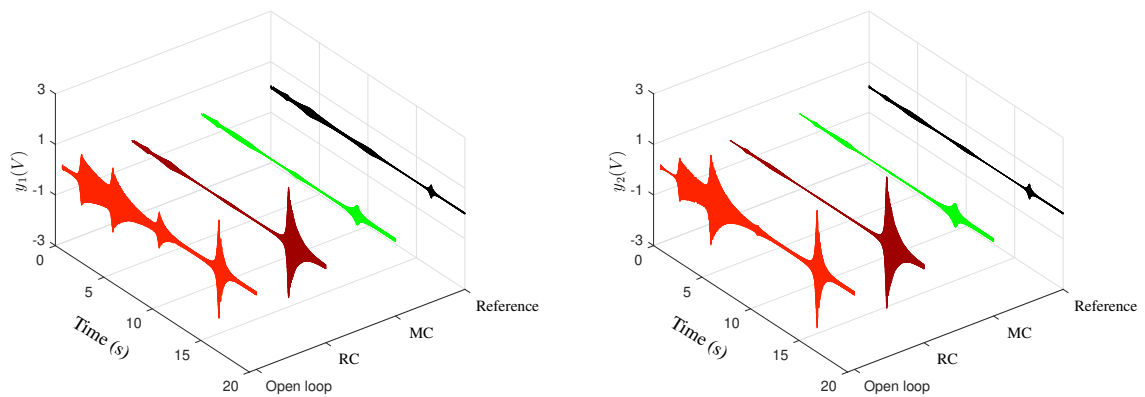 3
1
-1
-3
y₁(V)
0
5
10
15
20
Time (s)
Open loop
RC
MC
Reference
3
1
-1
-3
y₂(V)
0
5
10
15
20
Time (s)
Open loop
RC
MC
Reference